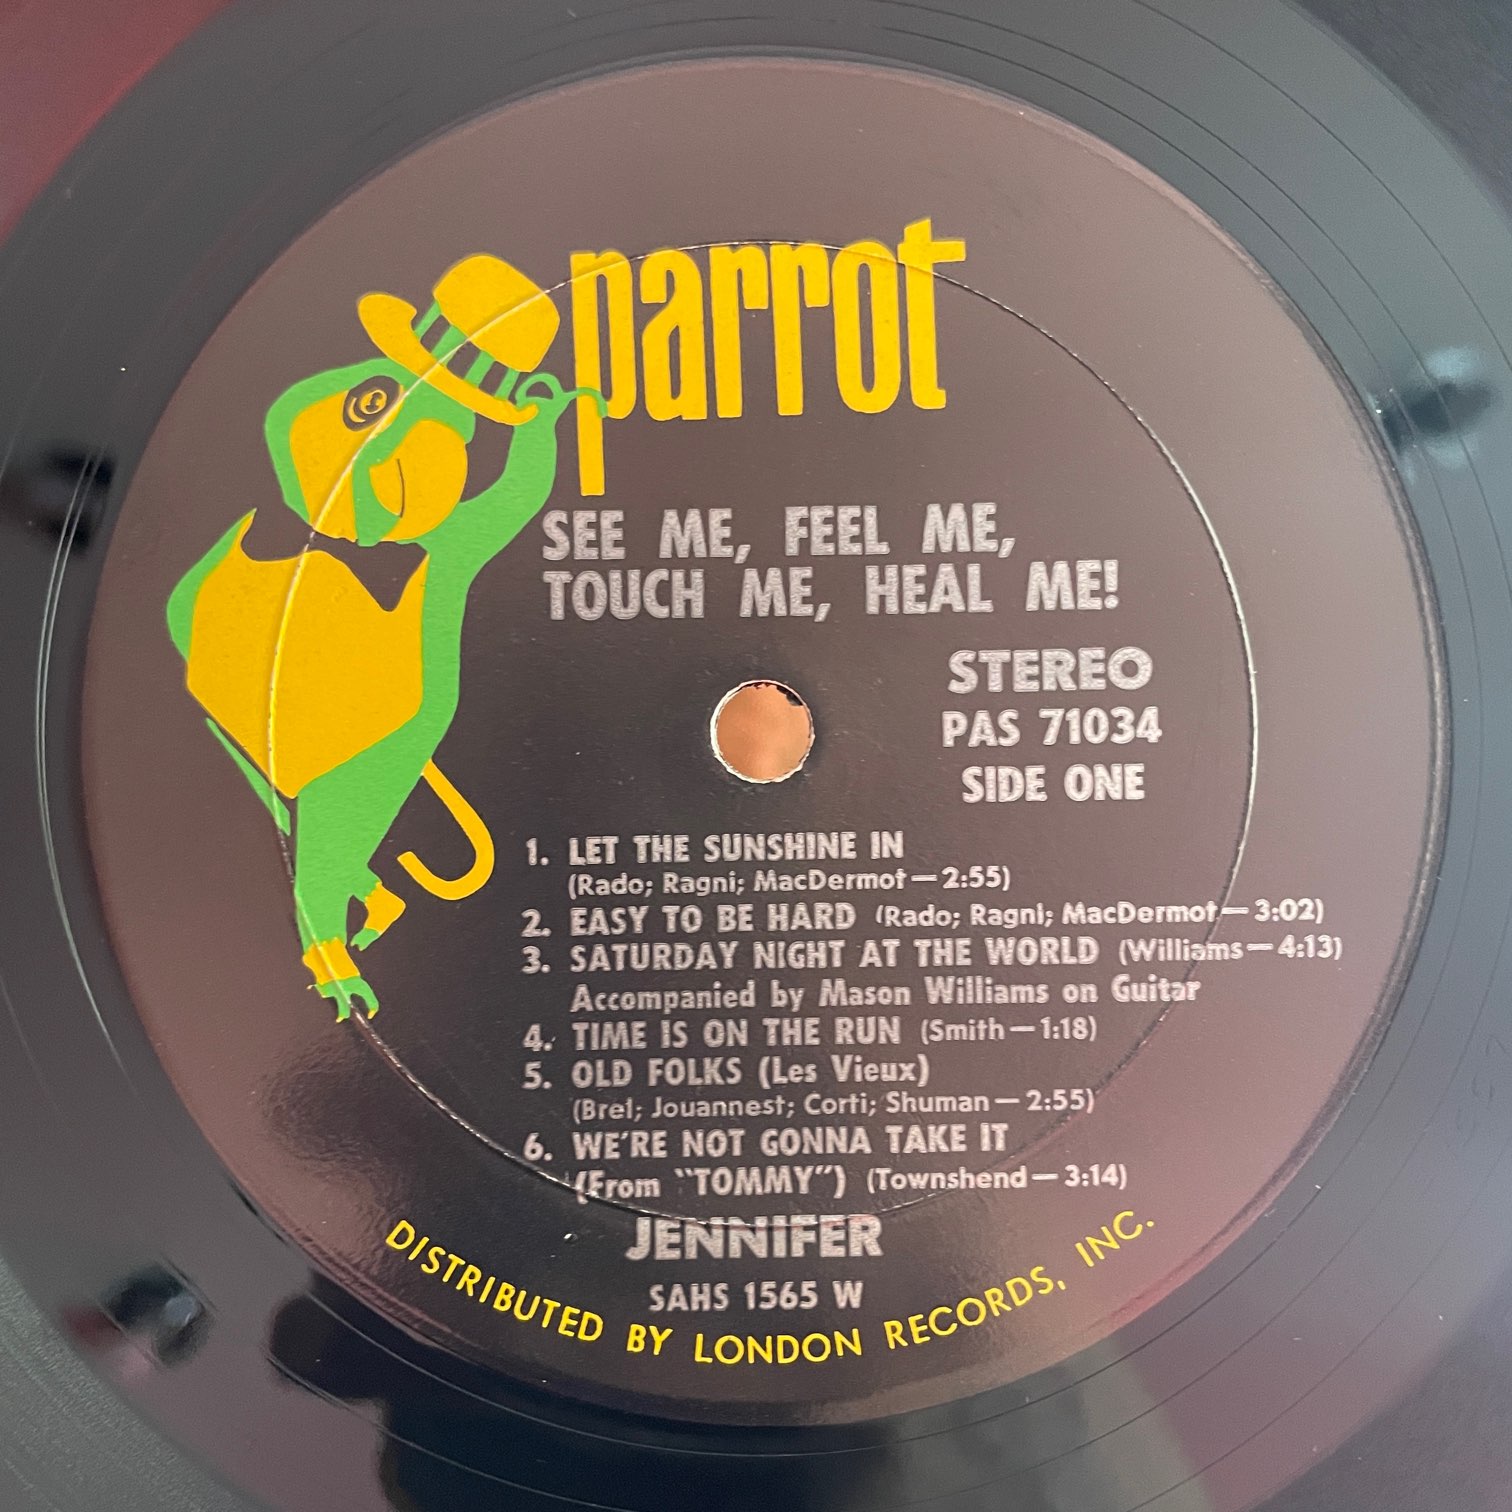 parrot
SEE ME, FEEL ME,
TOUCH ME, HEAL ME!
STEREO
PAS 71034
SIDE ONE
1. LET THE SUNSHINE IN
(Rado; Ragni; MacDermot—2:55)
2. EASY TO BE HARD (Rado; Ragni; MacDermot—3:02)
3. SATURDAY NIGHT AT THE WORLD (Williams—4:13)
Accompanied by Mason Williams on Guitar
4. TIME IS ON THE RUN (Smith—1:18)
5. OLD FOLKS (Les Vieux)
(Brel; Jouannest; Corti; Shuman—2:55)
6. WE'RE NOT GONNA TAKE IT
(From "TOMMY") (Townshend—3:14)
JENNIFER
SAHS 1565 W
DISTRIBUTED BY LONDON RECORDS, INC.